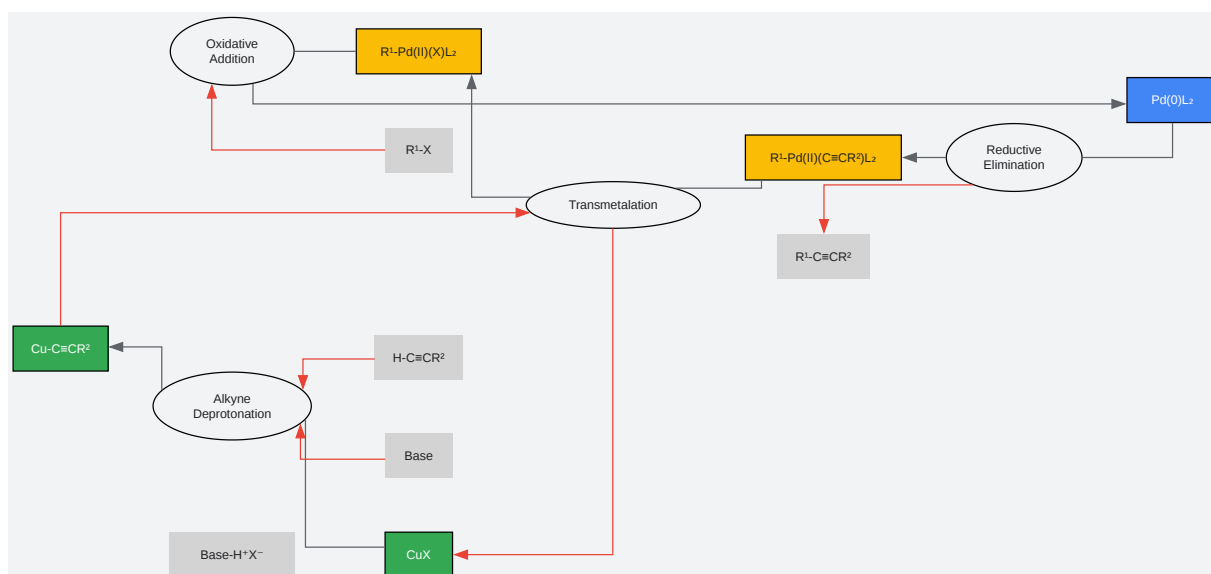 Oxidative
Addition
R¹-Pd(II)(X)L₂
Pd(0)L₂
R¹-X
R¹-Pd(II)(C≡CR²)L₂
Reductive
Elimination
Transmetalation
R¹-C≡CR²
Cu-C≡CR²
H-C≡CR²
Alkyne
Deprotonation
Base
Base-H⁺X⁻
CuX